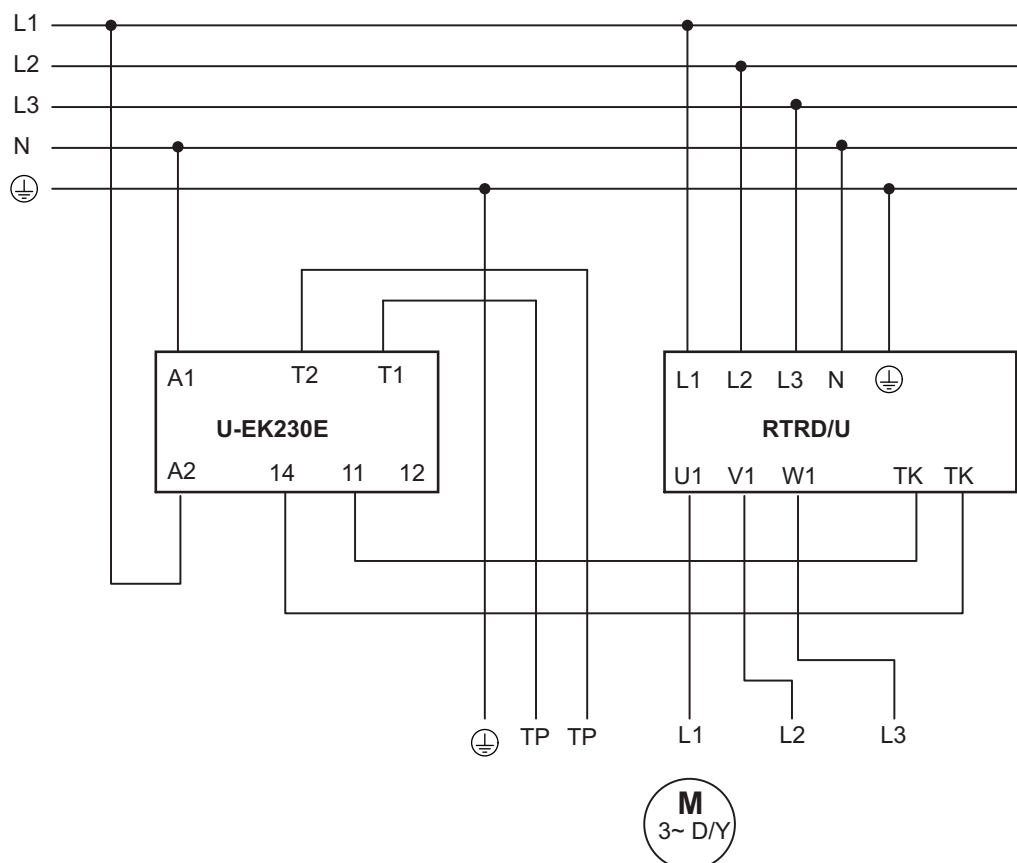 L1
L2
L3
N
A1 T2 T1
U-EK230E
A2 14 11 12
L1 L2 L3 N
RTRD/U
U1 V1 W1 TK TK
TP TP L1 L2 L3
M
3~ D/Y